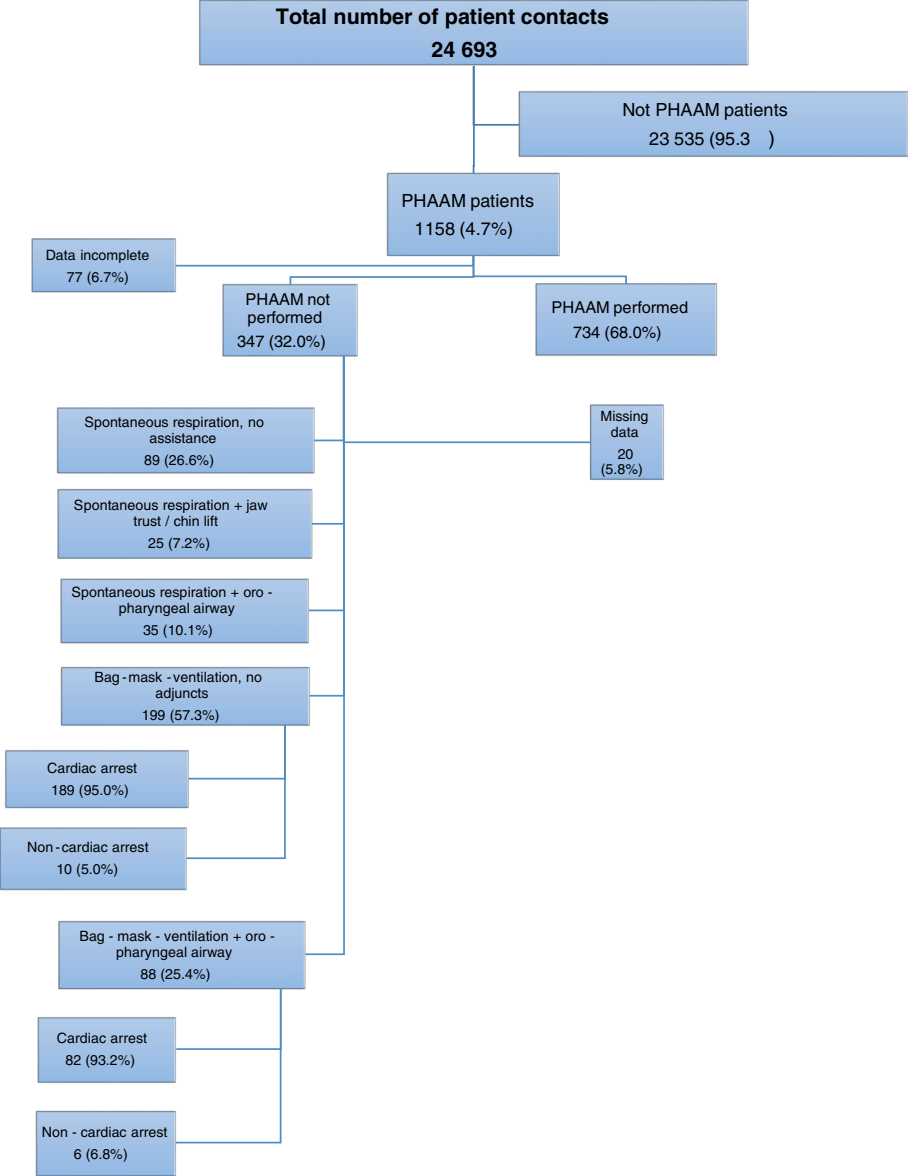 Total number of patient contacts
24 693
Not PHAAM patients
23 535 (95.3 )
PHAAM patients
1158 (4.7%)
Data incomplete
77 (6.7%)
PHAAM not
performed
347 (32.0%)
PHAAM performed
734 (68.0%)
Spontaneous respiration, no
assistance
89 (26.6%)
Missing
data
20
(5.8%)
Spontaneous respiration + jaw
trust / chin lift
25 (7.2%)
Spontaneous respiration + oro -
pharyngeal airway
35 (10.1%)
Bag-mask -ventilation, no
adjuncts
199 (57.3%)
Cardiac arrest
189 (95.0%)
Non-cardiac arrest
10 (5.0%)
Bag - mask - ventilation + oro -
pharyngeal airway
88 (25.4%)
Cardiac arrest
82 (93.2%)
Non - cardiac arrest
6 (6.8%)